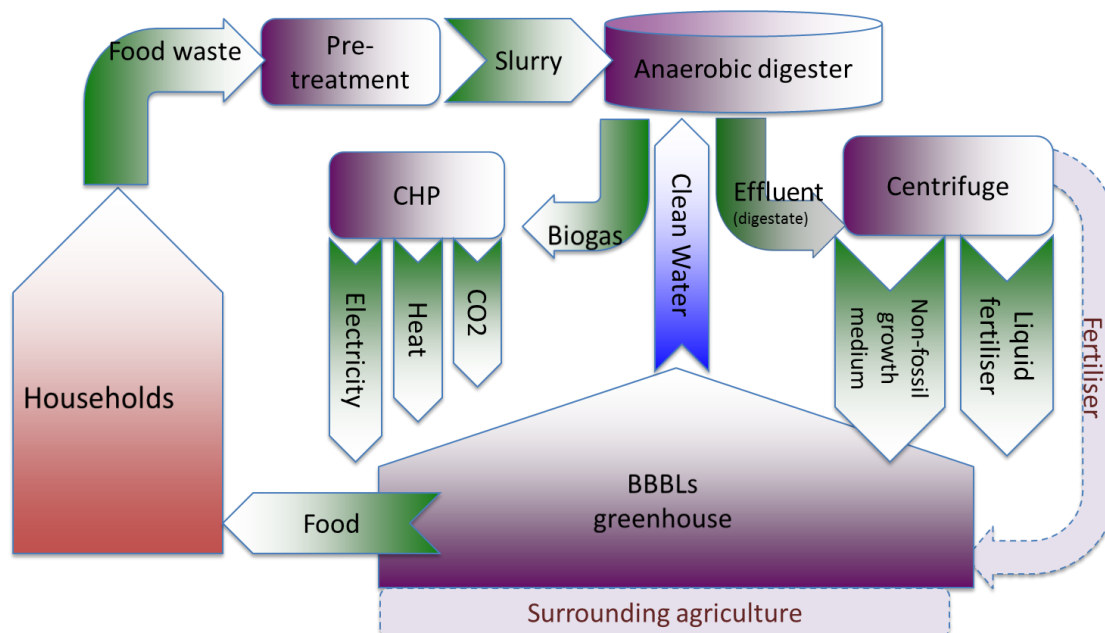 Food waste
Pre-
treatment
Slurry
Anaerobic digester
CHP
Biogas
Clean Water
Effluent
(digestate)
Centrifuge
Electricity
Heat
CO2
Non-fossil
growth
medium
Liquid
fertiliser
Fertiliser
Households
BBBLs
greenhouse
Food
Surrounding agriculture